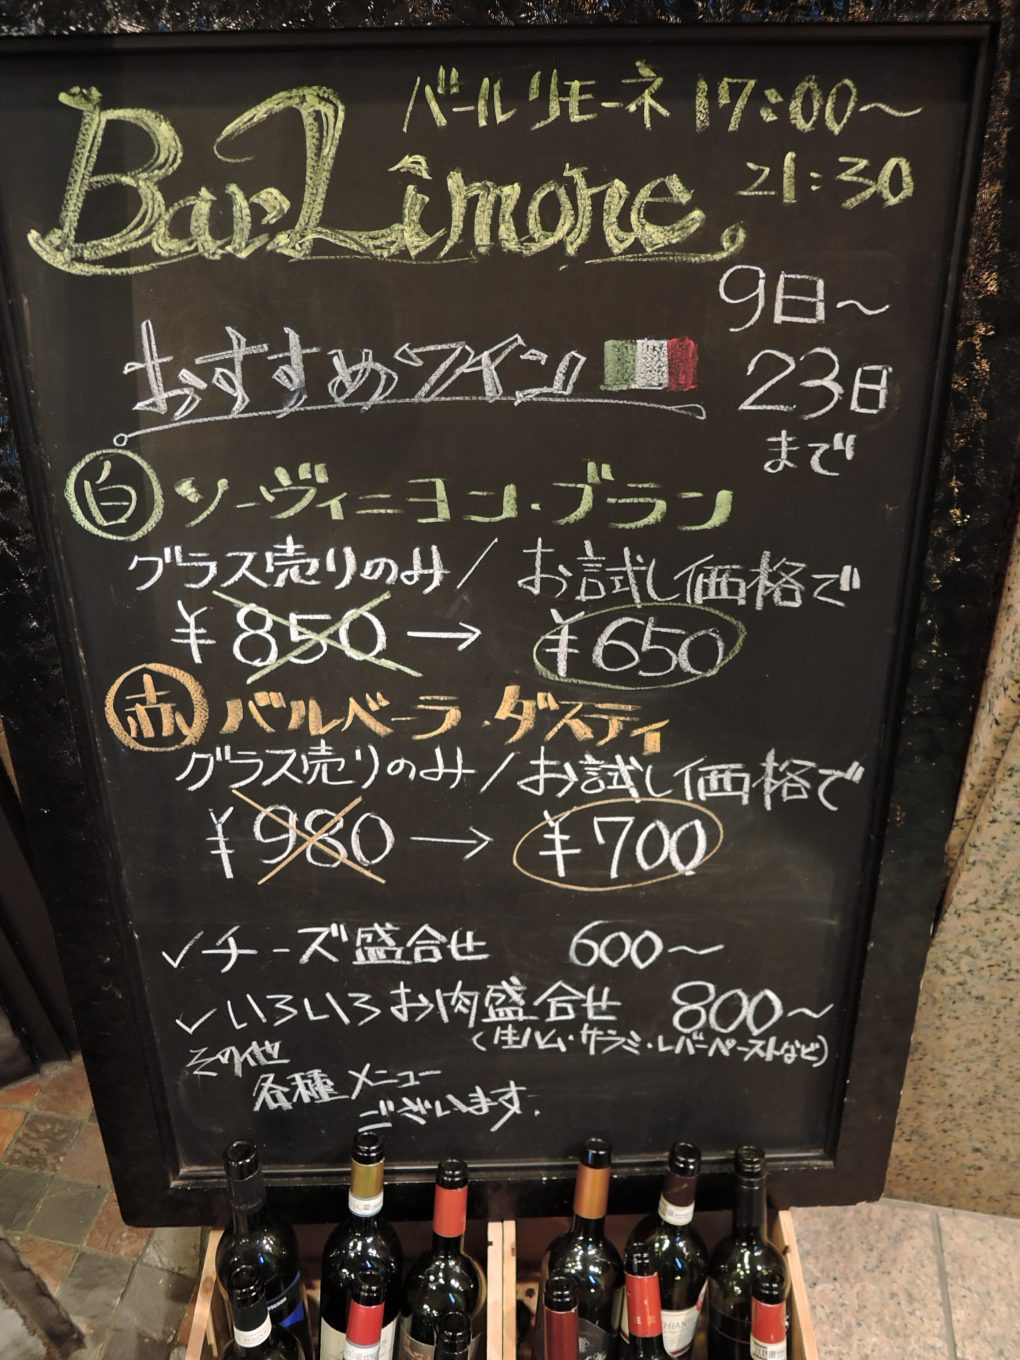 バールリモーネ 17:00〜
21:30
Bar Limone
9日〜
23日
まで
おすすめワイン
白 ソーヴィニヨン・ブラン
グラス売りのみ/お試し価格で
¥850→¥650
赤 バルベーラ・ダスティ
グラス売りのみ/お試し価格で
¥980→¥700
✓チーズ盛合せ 600〜
✓いろいろお肉盛合せ 800〜
(生ハム・サラミ・レバーペーストなど)
その他
各種メニュー
ございます。